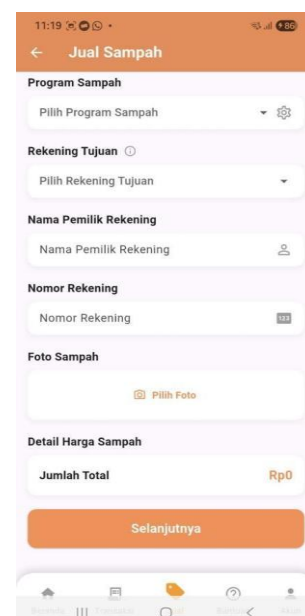 11:19
86
Jual Sampah
Program Sampah
Pilih Program Sampah
Rekening Tujuan
Pilih Rekening Tujuan
Nama Pemilik Rekening
Nama Pemilik Rekening
Nomor Rekening
Nomor Rekening
123
Foto Sampah
Pilih Foto
Detail Harga Sampah
Jumlah Total Rp0
Selanjutnya